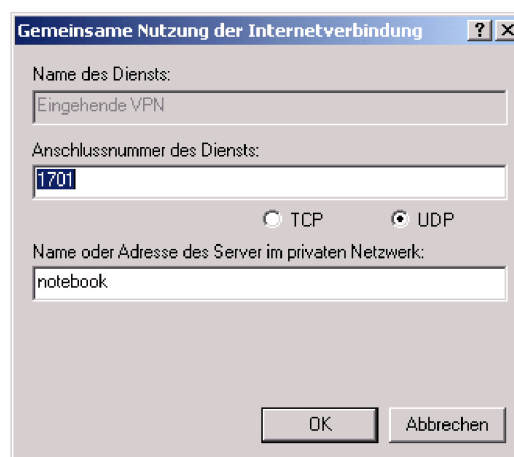 Gemeinsame Nutzung der Internetverbindung
Name des Diensts:
Eingehende VPN
Anschlussnummer des Diensts:
1701
TCP UDP
Name oder Adresse des Server im privaten Netzwerk:
notebook
OK Abbrechen